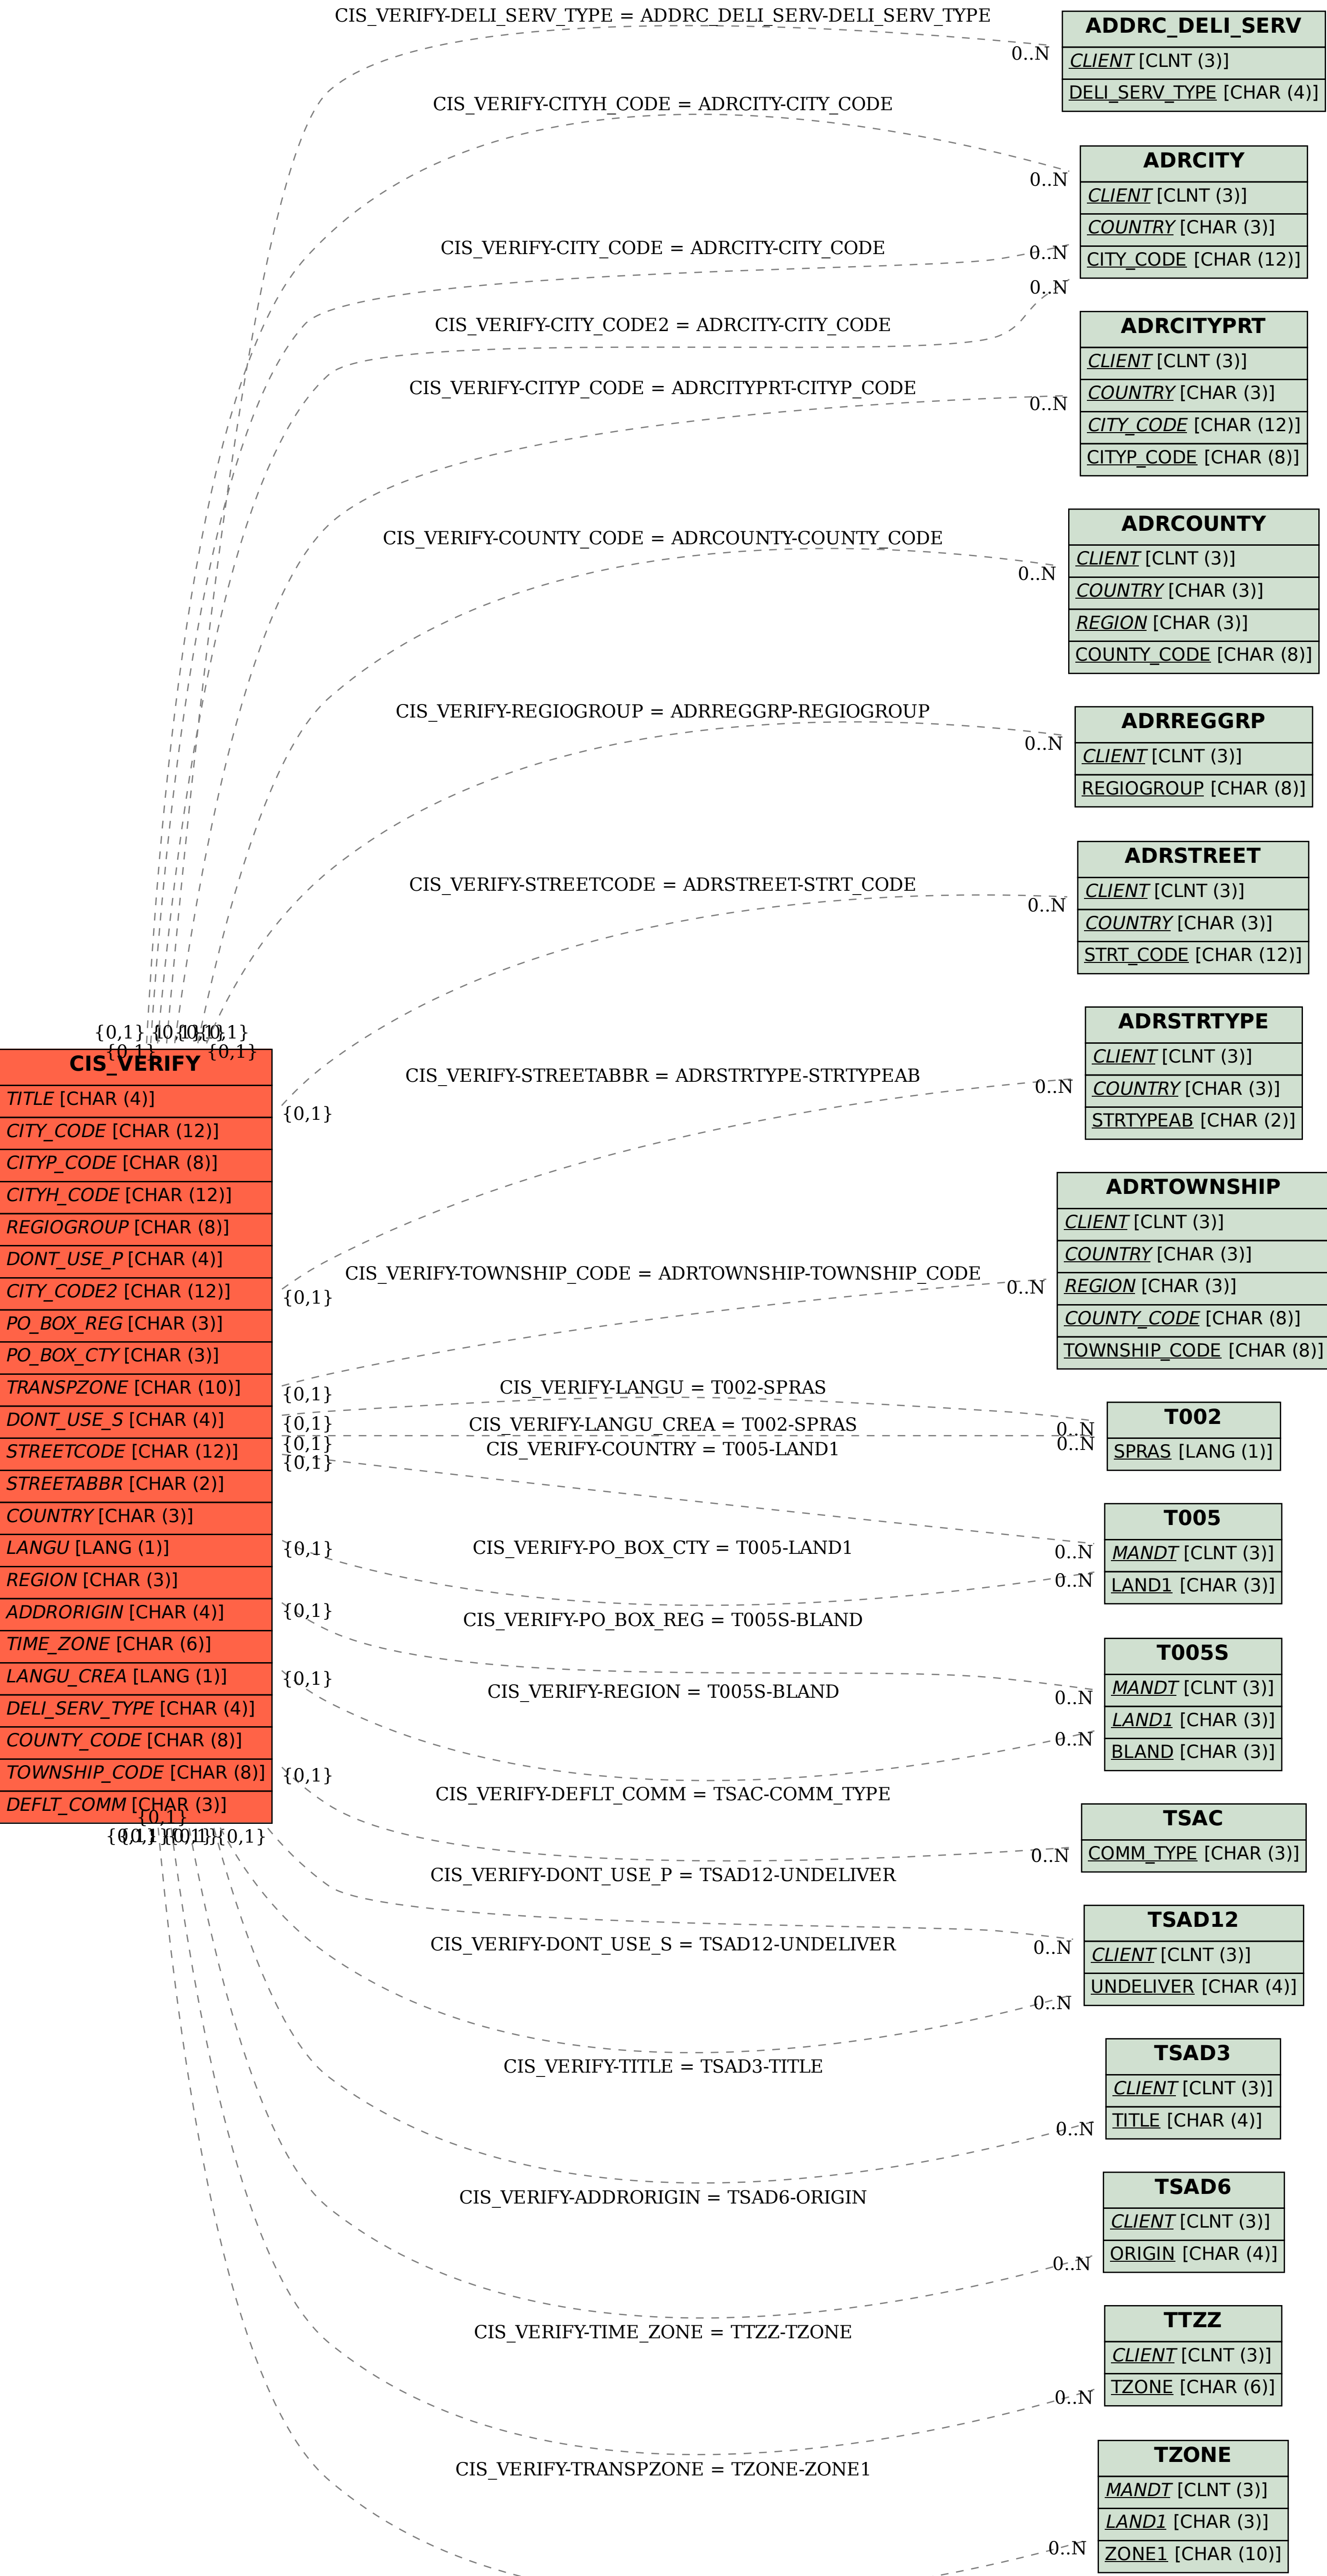 CIS_VERIFY-DELI_SERV_TYPE = ADDRC_DELI_SERV-DELI_SERV_TYPE
0..N
ADDRC_DELI_SERV
CLIENT [CLNT (3)]
DELI_SERV_TYPE [CHAR (4)]
CIS_VERIFY-CITYH_CODE = ADRCITY-CITY_CODE
0..N
CIS_VERIFY-CITY_CODE = ADRCITY-CITY_CODE
0..N
CIS_VERIFY-CITY_CODE2 = ADRCITY-CITY_CODE
0..N
ADRCITY
CLIENT [CLNT (3)]
COUNTRY [CHAR (3)]
CITY_CODE [CHAR (12)]
CIS_VERIFY-CITYP_CODE = ADRCITYPRT-CITYP_CODE
0..N
ADRCITYPRT
CLIENT [CLNT (3)]
COUNTRY [CHAR (3)]
CITY_CODE [CHAR (12)]
CITYP_CODE [CHAR (8)]
CIS_VERIFY-COUNTY_CODE = ADRCOUNTY-COUNTY_CODE
0..N
ADRCOUNTY
CLIENT [CLNT (3)]
COUNTRY [CHAR (3)]
REGION [CHAR (3)]
COUNTY_CODE [CHAR (8)]
CIS_VERIFY-REGIOGROUP = ADRREGGRP-REGIOGROUP
0..N
ADRREGGRP
CLIENT [CLNT (3)]
REGIOGROUP [CHAR (8)]
CIS_VERIFY-STREETCODE = ADRSTREET-STRT_CODE
0..N
ADRSTREET
CLIENT [CLNT (3)]
COUNTRY [CHAR (3)]
STRT_CODE [CHAR (12)]
CIS_VERIFY-STREETABBR = ADRSTRTYPE-STRTYPEAB
0..N
ADRSTRTYPE
CLIENT [CLNT (3)]
COUNTRY [CHAR (3)]
STRTYPEAB [CHAR (2)]
CIS_VERIFY-TOWNSHIP_CODE = ADRTOWNSHIP-TOWNSHIP_CODE
0..N
ADRTOWNSHIP
CLIENT [CLNT (3)]
COUNTRY [CHAR (3)]
REGION [CHAR (3)]
COUNTY_CODE [CHAR (8)]
TOWNSHIP_CODE [CHAR (8)]
{0,1}
{0,1}
{0,1}
{0,1}
CIS_VERIFY
TITLE [CHAR (4)]
CITY_CODE [CHAR (12)]
CITYP_CODE [CHAR (8)]
CITYH_CODE [CHAR (12)]
REGIOGROUP [CHAR (8)]
DONT_USE_P [CHAR (4)]
CITY_CODE2 [CHAR (12)]
PO_BOX_REG [CHAR (3)]
PO_BOX_CTY [CHAR (3)]
TRANSPZONE [CHAR (10)]
DONT_USE_S [CHAR (4)]
STREETCODE [CHAR (12)]
STREETABBR [CHAR (2)]
COUNTRY [CHAR (3)]
LANGU [LANG (1)]
REGION [CHAR (3)]
ADDRORIGIN [CHAR (4)]
TIME_ZONE [CHAR (6)]
LANGU_CREA [LANG (1)]
DELI_SERV_TYPE [CHAR (4)]
COUNTY_CODE [CHAR (8)]
TOWNSHIP_CODE [CHAR (8)]
DEFLT_COMM [CHAR (3)]
{0,1}
{0,1}
{0,1}
{0,1}
{0,1}
{0,1}
{0,1}
{0,1}
{0,1}
{0,1}
{0,1}
{0,1}
{0,1}
CIS_VERIFY-LANGU = T002-SPRAS
0..N
CIS_VERIFY-LANGU_CREA = T002-SPRAS
0..N
T002
SPRAS [LANG (1)]
CIS_VERIFY-COUNTRY = T005-LAND1
0..N
CIS_VERIFY-PO_BOX_CTY = T005-LAND1
0..N
T005
MANDT [CLNT (3)]
LAND1 [CHAR (3)]
CIS_VERIFY-PO_BOX_REG = T005S-BLAND
0..N
CIS_VERIFY-REGION = T005S-BLAND
0..N
T005S
MANDT [CLNT (3)]
LAND1 [CHAR (3)]
BLAND [CHAR (3)]
CIS_VERIFY-DEFLT_COMM = TSAC-COMM_TYPE
0..N
TSAC
COMM_TYPE [CHAR (3)]
CIS_VERIFY-DONT_USE_P = TSAD12-UNDELIVER
0..N
CIS_VERIFY-DONT_USE_S = TSAD12-UNDELIVER
0..N
TSAD12
CLIENT [CLNT (3)]
UNDELIVER [CHAR (4)]
CIS_VERIFY-TITLE = TSAD3-TITLE
0..N
TSAD3
CLIENT [CLNT (3)]
TITLE [CHAR (4)]
CIS_VERIFY-ADDRORIGIN = TSAD6-ORIGIN
0..N
TSAD6
CLIENT [CLNT (3)]
ORIGIN [CHAR (4)]
CIS_VERIFY-TIME_ZONE = TTZZ-TZONE
0..N
TTZZ
CLIENT [CLNT (3)]
TZONE [CHAR (6)]
CIS_VERIFY-TRANSPZONE = TZONE-ZONE1
0..N
TZONE
MANDT [CLNT (3)]
LAND1 [CHAR (3)]
ZONE1 [CHAR (10)]